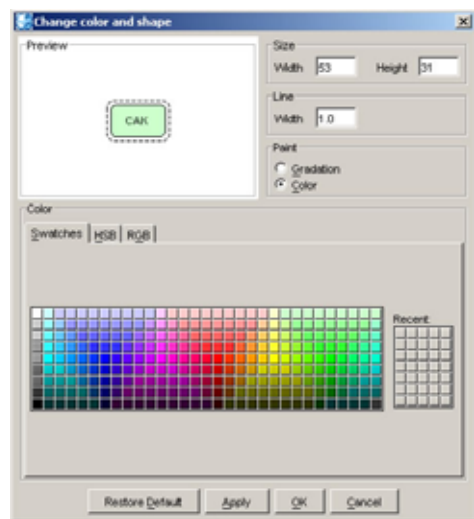 Change color and shape
Preview
CAK
Size
Width 53 Height 31
Line
Width 1.0
Paint
Gradation
Color
Color
Swatches HSB RGB
Recent:
Restore Default Apply OK Cancel